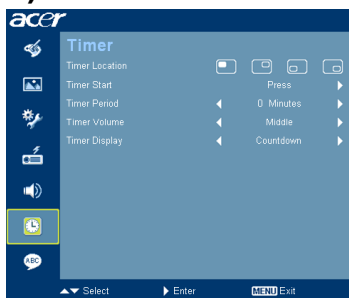 acer
Timer
Timer Location
Timer Start Press
Timer Period 0 Minutes
Timer Volume Middle
Timer Display Countdown
ABC
Select Enter MENU Exit